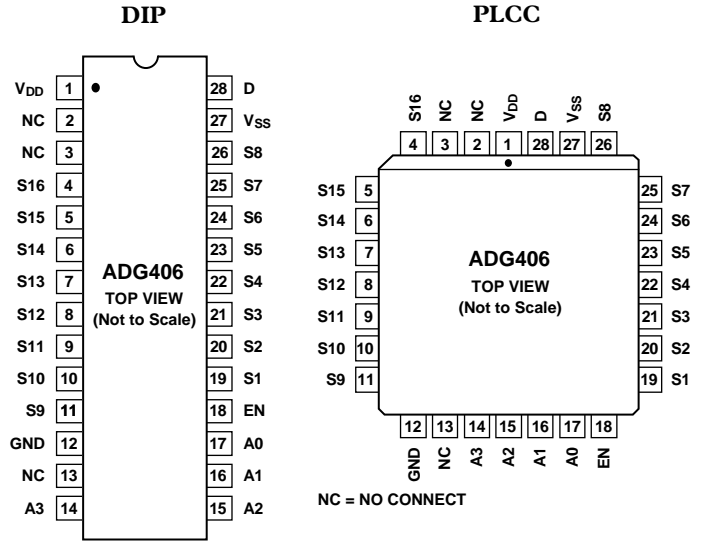 DIP
VDD 1 28 D
NC 2 27 VSS
NC 3 26 S8
S16 4 25 S7
S15 5 24 S6
S14 6 23 S5
S13 7 22 S4
S12 8 21 S3
S11 9 20 S2
S10 10 19 S1
S9 11 18 EN
GND 12 17 A0
NC 13 16 A1
A3 14 15 A2
ADG406
TOP VIEW
(Not to Scale)
PLCC
S16 NC NC VDD D VSS S8
4 3 2 1 28 27 26
S15 5 25 S7
S14 6 24 S6
S13 7 23 S5
S12 8 22 S4
S11 9 21 S3
S10 10 20 S2
S9 11 19 S1
ADG406
TOP VIEW
(Not to Scale)
12 13 14 15 16 17 18
GND NC A3 A2 A1 A0 EN
NC = NO CONNECT